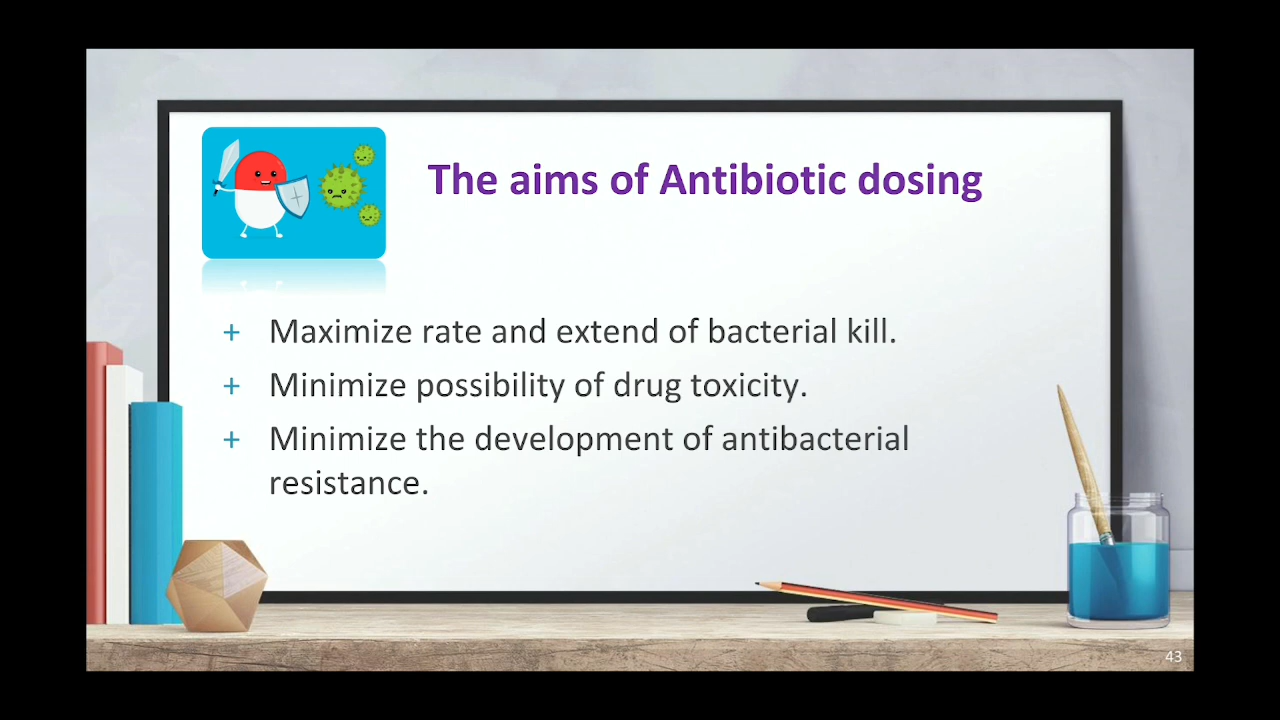 The aims of Antibiotic dosing
+ Maximize rate and extend of bacterial kill.
+ Minimize possibility of drug toxicity.
+ Minimize the development of antibacterial
resistance.
43